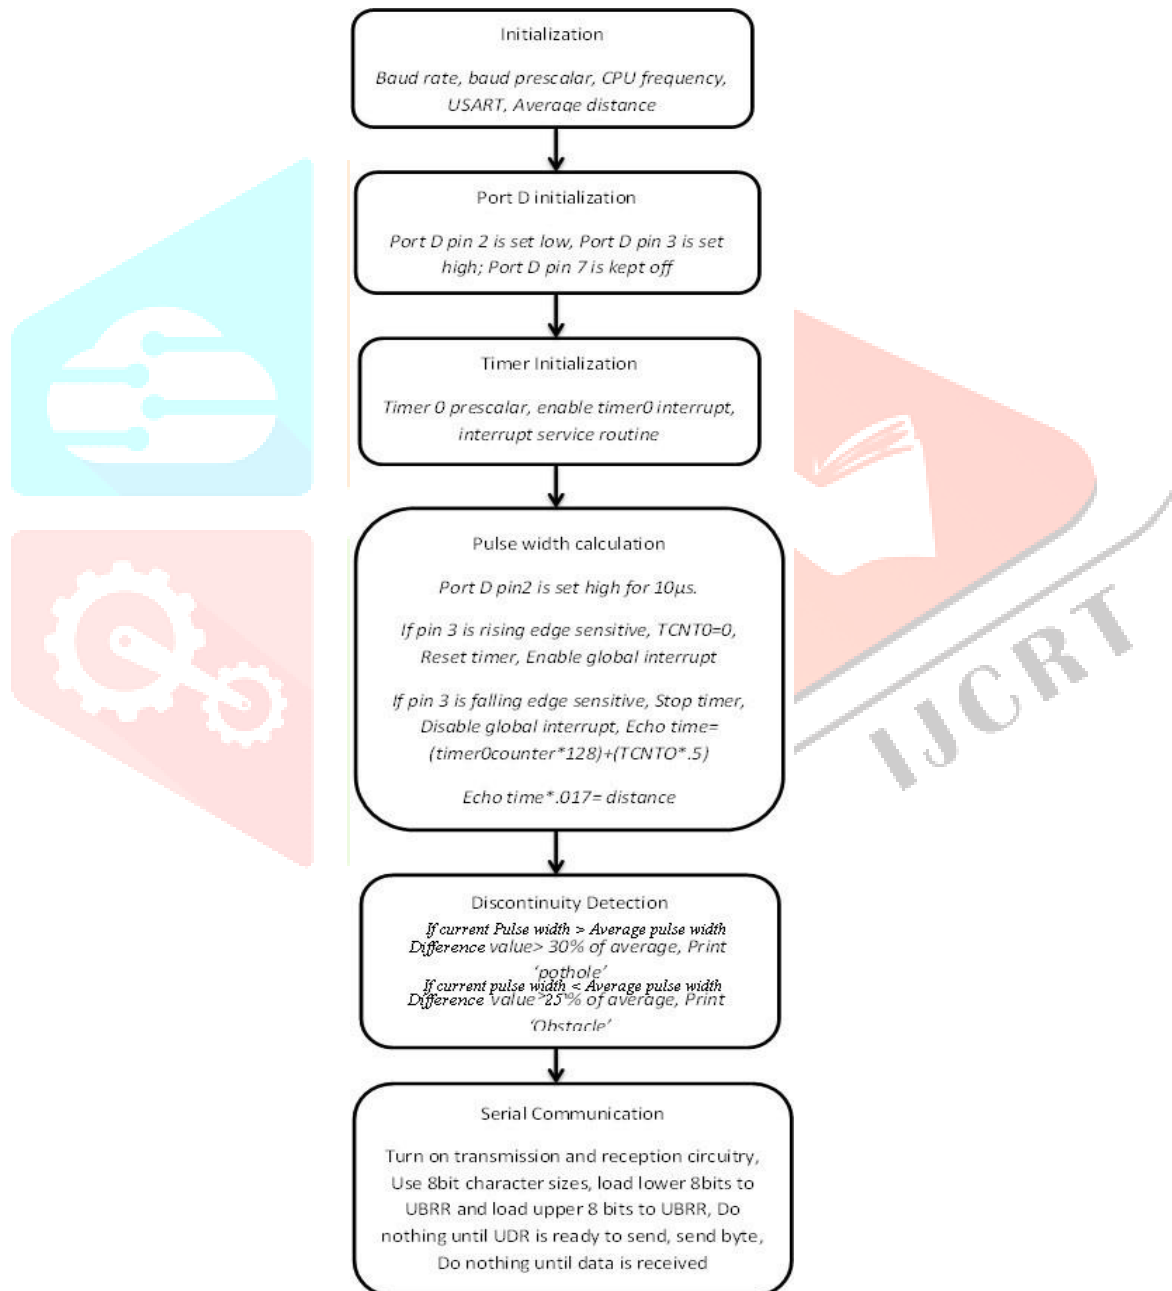 Initialization
Baud rate, baud prescalar, CPU frequency,
USART, Average distance
Port D initialization
Port D pin 2 is set low, Port D pin 3 is set
high; Port D pin 7 is kept off
Timer Initialization
Timer 0 prescalar, enable timer0 interrupt,
interrupt service routine
Pulse width calculation
Port D pin2 is set high for 10µs.
If pin 3 is rising edge sensitive, TCNT0=0,
Reset timer, Enable global interrupt
If pin 3 is falling edge sensitive, Stop timer,
Disable global interrupt, Echo time=
(timer0counter*128)+(TCNTO*.5)
Echo time*.017= distance
Discontinuity Detection
If current Pulse width > Average pulse width
Difference value> 30% of average, Print
‘pothole’
If current pulse width < Average pulse width
Difference value>25% of average, Print
‘Obstacle’
Serial Communication
Turn on transmission and reception circuitry,
Use 8bit character sizes, load lower 8bits to
UBRR and load upper 8 bits to UBRR, Do
nothing until UDR is ready to send, send byte,
Do nothing until data is received
IJCRT